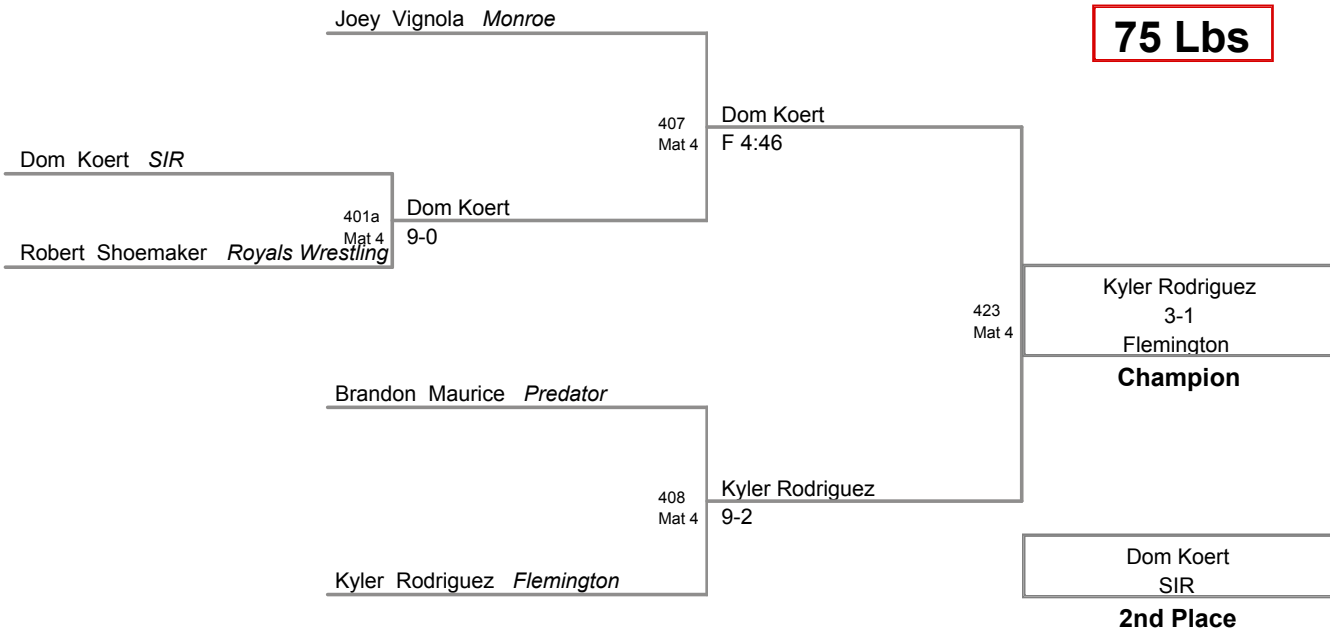 Joey Vignola Monroe
75 Lbs
407
Mat 4
Dom Koert
F 4:46
Dom Koert SIR
401a
Mat 4
Dom Koert
9-0
Robert Shoemaker Royals Wrestling
423
Mat 4
Kyler Rodriguez
3-1
Flemington
Champion
Brandon Maurice Predator
408
Mat 4
Kyler Rodriguez
9-2
Kyler Rodriguez Flemington
Dom Koert
SIR
2nd Place